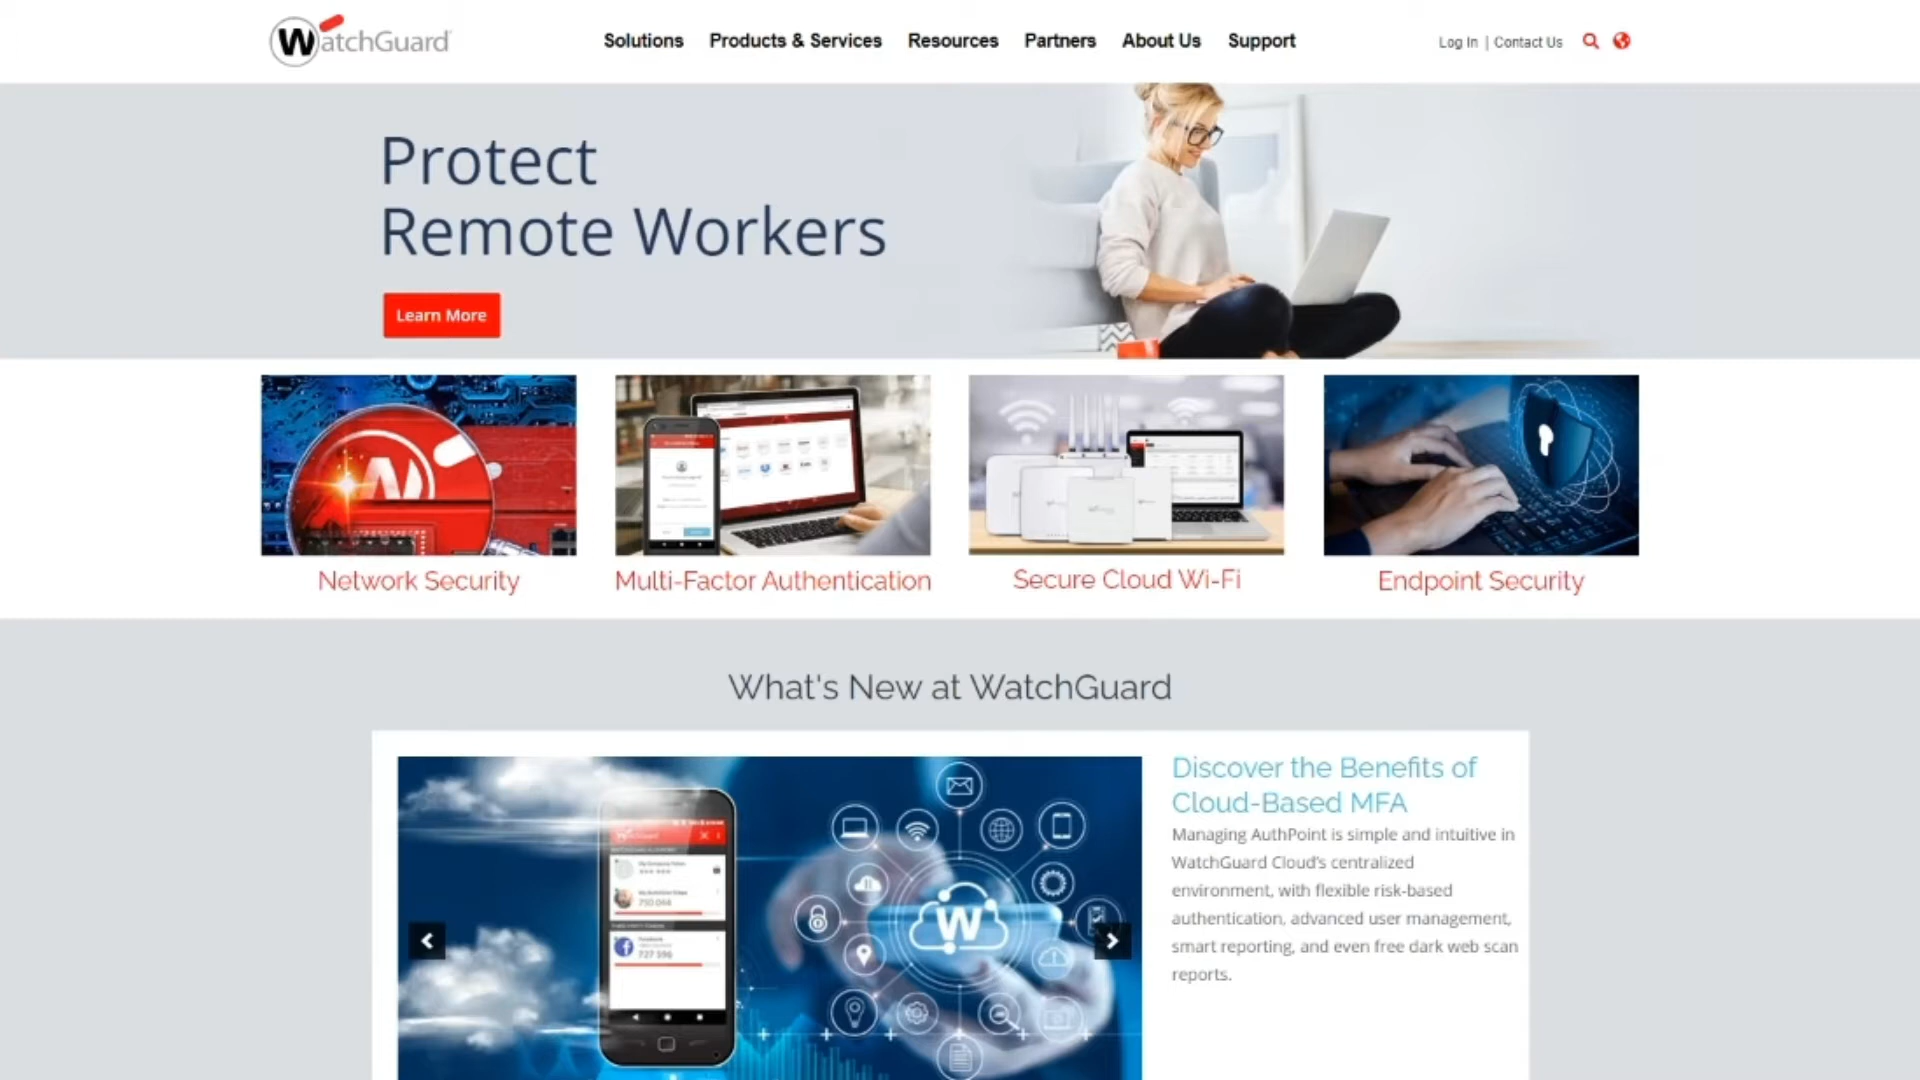 WatchGuard
Solutions Products & Services Resources Partners About Us Support
Log In | Contact Us
Protect
Remote Workers
Learn More
Network Security
Multi-Factor Authentication
Secure Cloud Wi-Fi
Endpoint Security
What's New at WatchGuard
Discover the Benefits of
Cloud-Based MFA
Managing AuthPoint is simple and intuitive in
WatchGuard Cloud's centralized
environment, with flexible risk-based
authentication, advanced user management,
smart reporting, and even free dark web scan
reports.
W